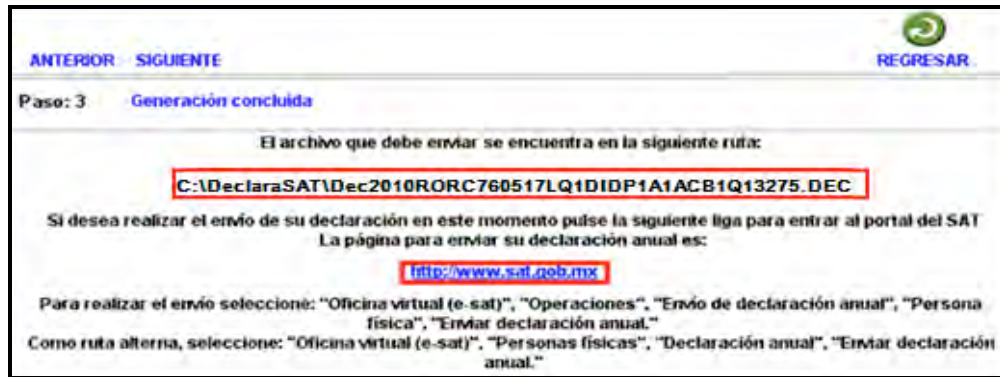 ANTERIOR SIGUIENTE REGRESAR
Paso: 3 Generación concluida
El archivo que debe enviar se encuentra en la siguiente ruta:
C:\DeclaraSAT\Dec2010RORC760517LQ1DIDP1A1ACB1Q13275.DEC
Si desea realizar el envío de su declaración en este momento pulse la siguiente liga para entrar al portal del SAT
La página para enviar su declaración anual es:
http://www.sat.gob.mx
Para realizar el envío seleccione: "Oficina virtual (e-sat)", "Operaciones", "Envío de declaración anual", "Persona
física", "Enviar declaración anual."
Como ruta alterna, seleccione: "Oficina virtual (e-sat)", "Personas físicas", "Declaración anual", "Enviar declaración
anual."